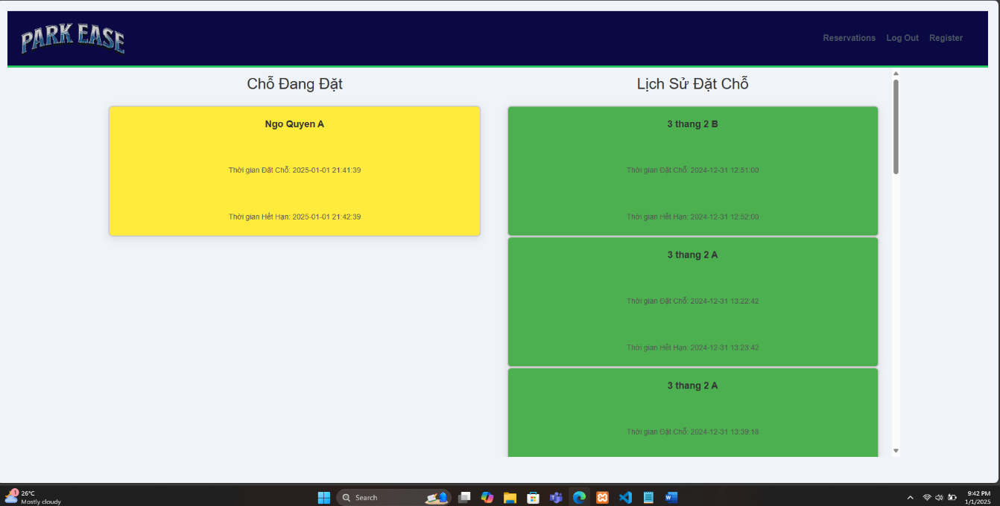 PARK EASE
Reservations
Log Out
Register
Chỗ Đang Đặt
Ngo Quyen A
Thời gian Đặt Chỗ: 2025-01-01 21:41:39
Thời gian Hết Hạn: 2025-01-01 21:42:39
Lịch Sử Đặt Chỗ
3 thang 2 B
Thời gian Đặt Chỗ: 2024-12-31 12:51:00
Thời gian Hết Hạn: 2024-12-31 12:52:00
3 thang 2 A
Thời gian Đặt Chỗ: 2024-12-31 13:22:42
Thời gian Hết Hạn: 2024-12-31 13:23:42
3 thang 2 A
Thời gian Đặt Chỗ: 2024-12-31 13:39:18
1
26°C
Mostly cloudy
Search
9:42 PM
1/1/2025